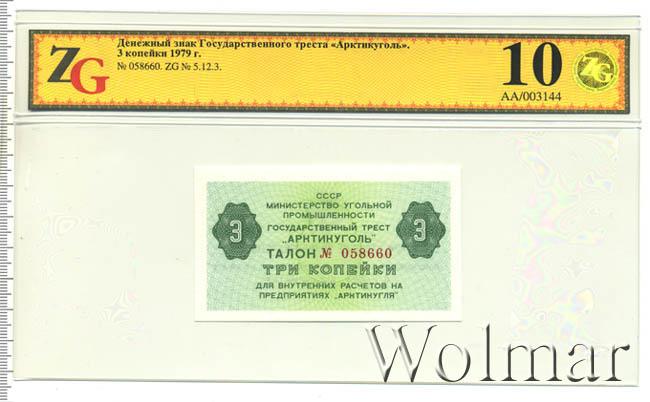 ZG
Денежный знак Государственного треста «Арктикуголь».
3 копейки 1979 г.
№ 058660. ZG № 5.12.3.
10
ZG
АА/003144
СССР
МИНИСТЕРСТВО УГОЛЬНОЙ
ПРОМЫШЛЕННОСТИ
ГОСУДАРСТВЕННЫЙ ТРЕСТ
„АРКТИКУГОЛЬ"
3 3
ТАЛОН № 058660
ТРИ КОПЕЙКИ
ДЛЯ ВНУТРЕННИХ РАСЧЕТОВ НА
ПРЕДПРИЯТИЯХ „АРКТИКУГЛЯ"
Wolmar